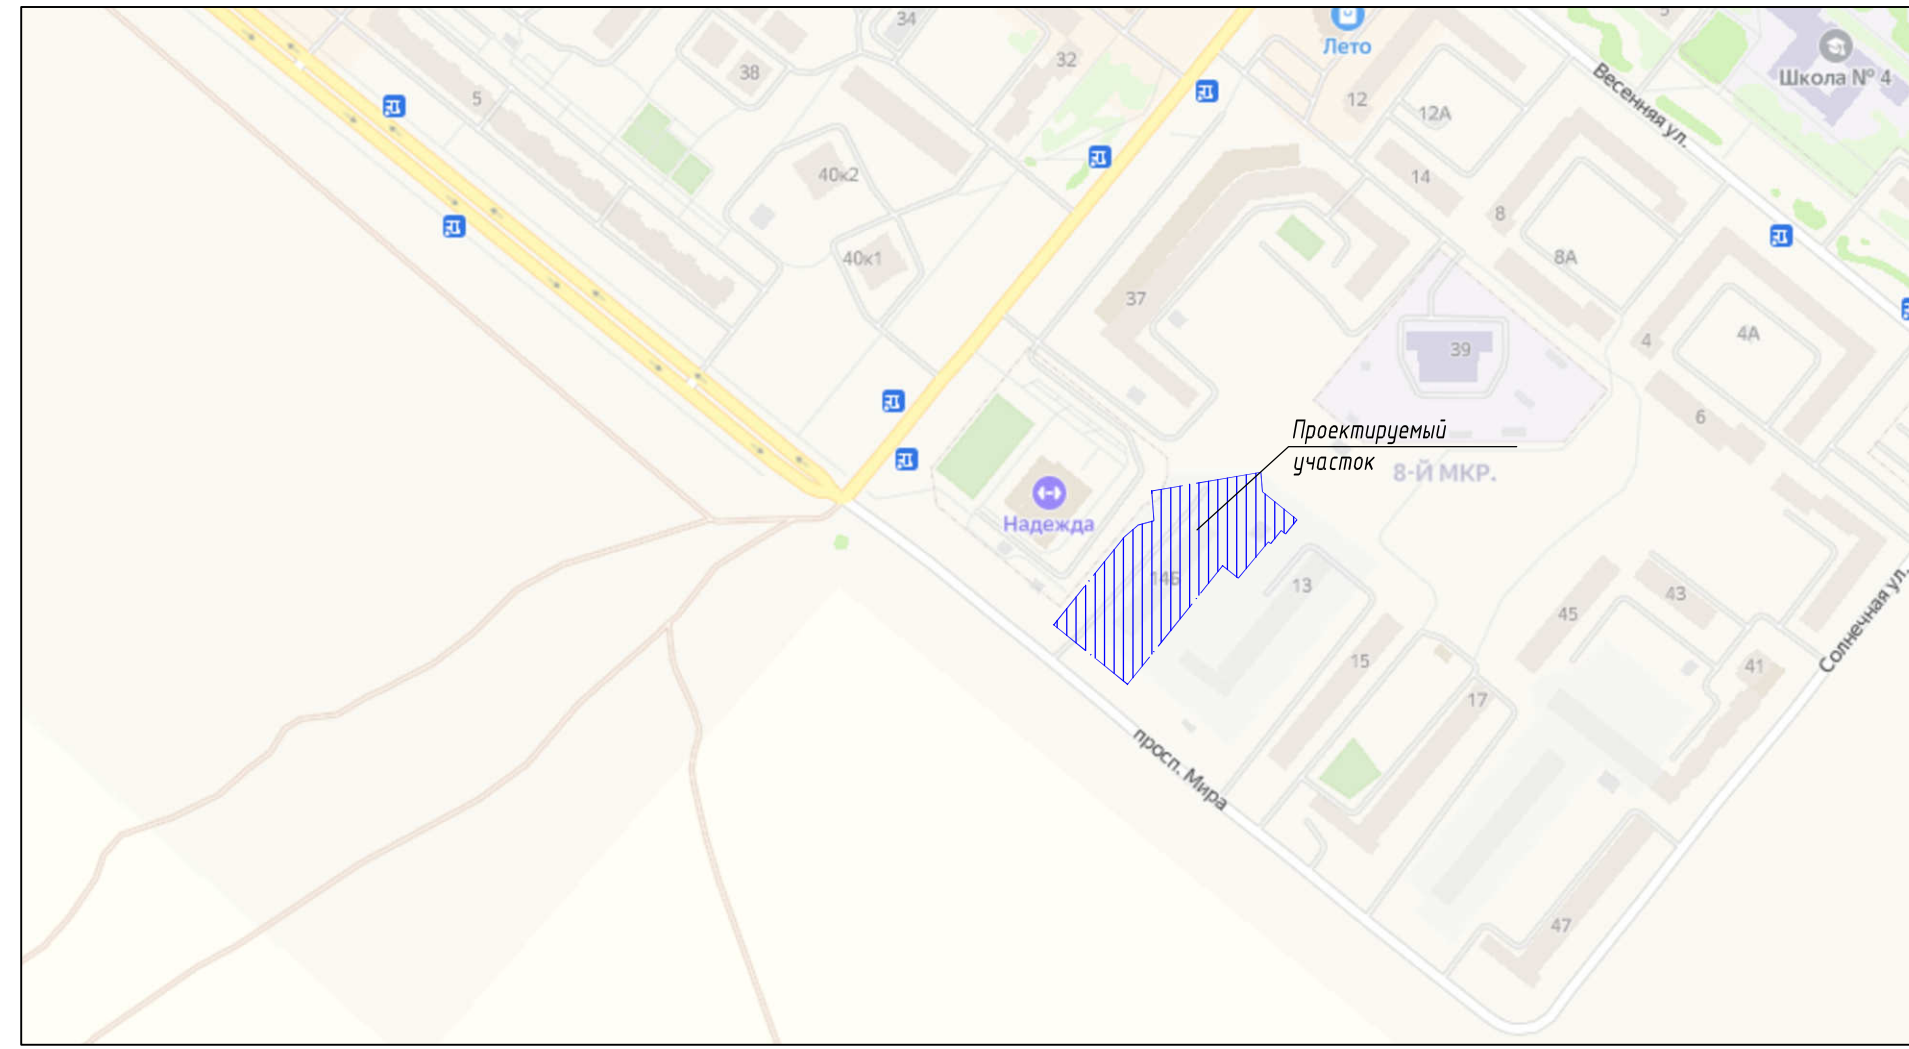 34
Лето
5
32
Школа № 4
38
5
12
12А
Весенняя ул.
40к2
14
8
40к1
8А
37
4
4А
39
6
Проектируемый
участок
8-Й МКР.
Надежда
14Б
13
45
43
15
41
Солнечная ул.
17
просп. Мира
47